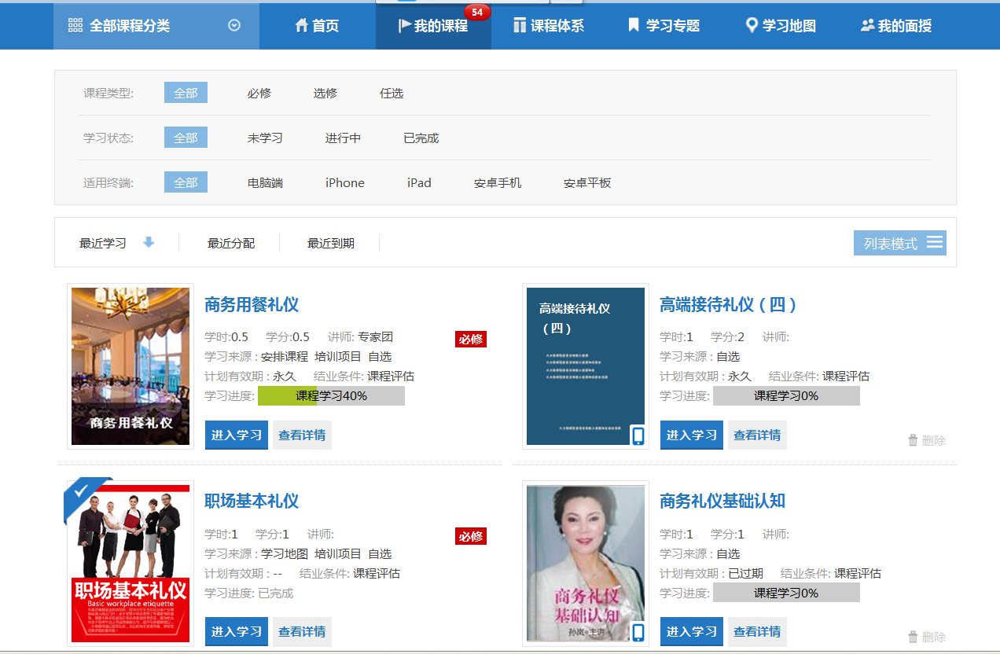 全部课程分类
首页
我的课程
54
课程体系
学习专题
学习地图
我的面授
课程类型: 全部 必修 选修 任选
学习状态: 全部 未学习 进行中 已完成
适用终端: 全部 电脑端 iPhone iPad 安卓手机 安卓平板
最近学习 最近分配 最近到期 列表模式
商务用餐礼仪
商务用餐礼仪
学时:0.5 学分:0.5 讲师: 专家团
必修
学习来源 : 安排课程 培训项目 自选
计划有效期 : 永久 结业条件: 课程评估
学习进度: 课程学习40%
进入学习 查看详情
高端接待礼仪
（四）
高端接待礼仪（四）
学时:1 学分:2 讲师:
学习来源 : 自选
计划有效期 : 永久 结业条件: 课程评估
学习进度: 课程学习0%
进入学习 查看详情 删除
职场基本礼仪
Basic workplace etiquette
职场基本礼仪
学时:1 学分:1 讲师:
必修
学习来源 : 学习地图 培训项目 自选
计划有效期 : -- 结业条件: 课程评估
学习进度: 已完成
进入学习 查看详情
商务礼仪
基础认知
孙岚·主讲
商务礼仪基础认知
学时:1 学分:1 讲师:
学习来源 : 自选
计划有效期 : 已过期 结业条件: 课程评估
学习进度: 课程学习0%
进入学习 查看详情 删除